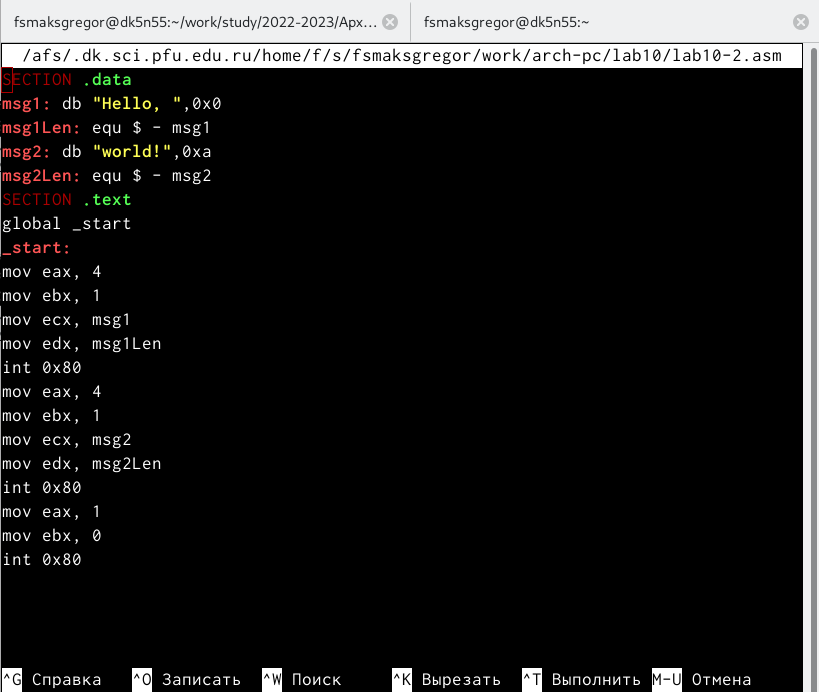 fsmaksgregor@dk5n55:~/work/study/2022-2023/Арх... fsmaksgregor@dk5n55:~
/afs/.dk.sci.pfu.edu.ru/home/f/s/fsmaksgregor/work/arch-pc/lab10/lab10-2.asm
SECTION .data
msg1: db "Hello, ",0x0
msg1Len: equ $ - msg1
msg2: db "world!",0xa
msg2Len: equ $ - msg2
SECTION .text
global _start
_start:
mov eax, 4
mov ebx, 1
mov ecx, msg1
mov edx, msg1Len
int 0x80
mov eax, 4
mov ebx, 1
mov ecx, msg2
mov edx, msg2Len
int 0x80
mov eax, 1
mov ebx, 0
int 0x80
^G Справка ^O Записать ^W Поиск ^K Вырезать ^T Выполнить M-U Отмена